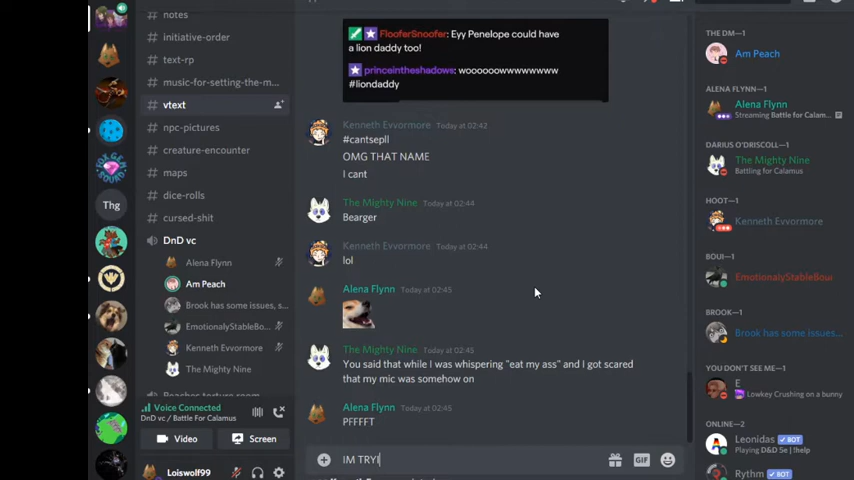 # notes
# initiative-order
# text-rp
# music-for-setting-the-m...
# vtext
# npc-pictures
# creature-encounter
# maps
# dice-rolls
# cursed-shit
DnD vc
Alena Flynn
Am Peach
Brook has some issues, s...
EmotionalyStableBo...
Kenneth Evvormore
The Mighty Nine
Peaches torture room
Voice Connected
DnD vc / Battle For Calamus
Video Screen
Loiswolf99
Thg
FlooferSnoofer: Eyy Penelope could have
a lion daddy too!
princeintheshadows: woooooowwwwwwww
#liondaddy
Kenneth Evvormore Today at 02:42
#cantsepll
OMG THAT NAME
I cant
The Mighty Nine Today at 02:44
Bearger
Kenneth Evvormore Today at 02:44
lol
Alena Flynn Today at 02:45
The Mighty Nine Today at 02:45
You said that while I was whispering "eat my ass" and I got scared
that my mic was somehow on
Alena Flynn Today at 02:45
PFFFFT
IM TRYI
GIF
THE DM—1
Am Peach
ALENA FLYNN—1
Alena Flynn
Streaming Battle for Calam...
DARIUS O'DRISCOLL—1
The Mighty Nine
Battling for Calamus
HOOT—1
Kenneth Evvormore
BOUI—1
EmotionalyStableBoui
BROOK—1
Brook has some issues...
YOU DON'T SEE ME—1
E
Lowkey Crushing on a bunny
ONLINE—2
Leonidas BOT
Playing D&D 5e | !help
Rythm BOT